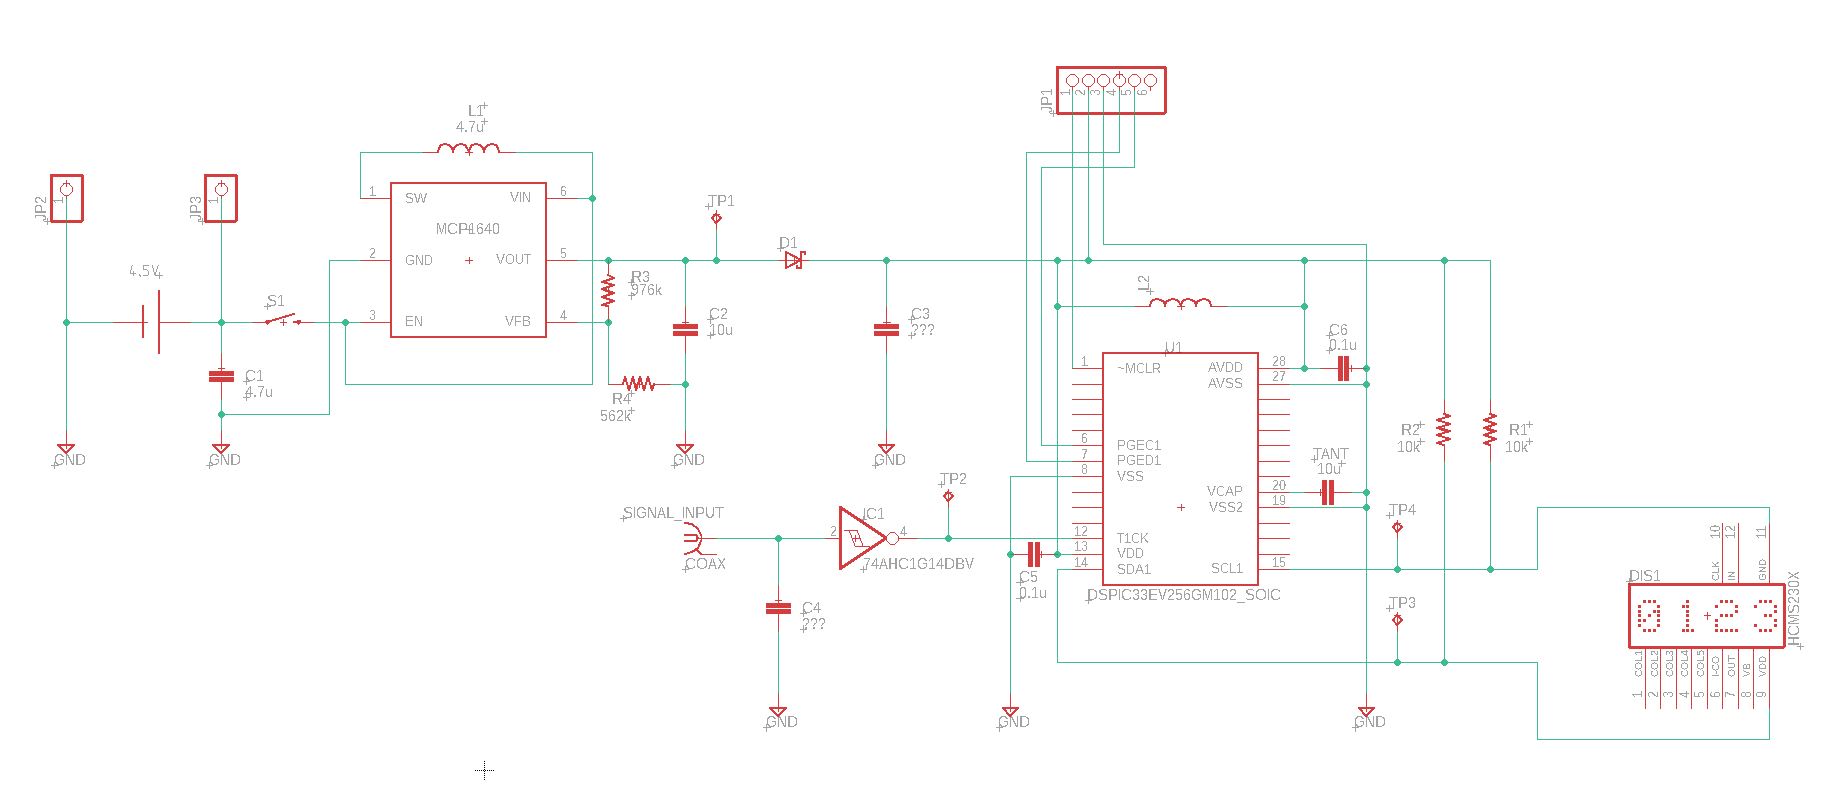 JP1
1
2
3
4
5
6
L1
4.7u
JP2
1
JP3
1
1
SW
VIN
6
MCP1640
2
GND
VOUT
5
3
EN
VFB
4
4.5V
S1
C1
4.7u
GND
GND
R3
976k
R4
562k
C2
10u
GND
TP1
D1
C3
???
GND
L2
U1
1
~MCLR
6
PGEC1
7
PGED1
8
VSS
12
T1CK
13
VDD
14
SDA1
AVDD
28
AVSS
27
VCAP
20
VSS2
19
SCL1
15
DSPIC33EV256GM102_SOIC
C6
0.1u
TANT
10u
R2
10k
R1
10k
SIGNAL_INPUT
COAX
2
IC1
4
74AHC1G14DBV
TP2
C4
???
GND
C5
0.1u
GND
GND
TP4
TP3
DIS1
10
12
11
CLK
IN
GND
0123
HCMS230X
COL1
COL2
COL3
COL4
COL5
I-CO
OUT
VB
VDD
1
2
3
4
5
6
7
8
9